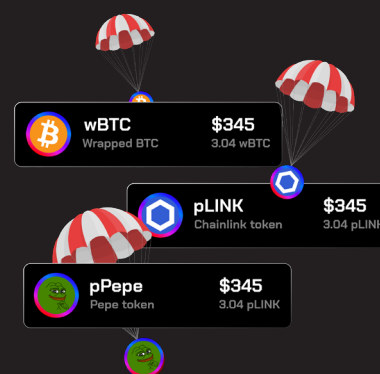 wBTC $345
Wrapped BTC 3.04 wBTC
pLINK $345
Chainlink token 3.04 pLINK
pPepe $345
Pepe token 3.04 pLINK